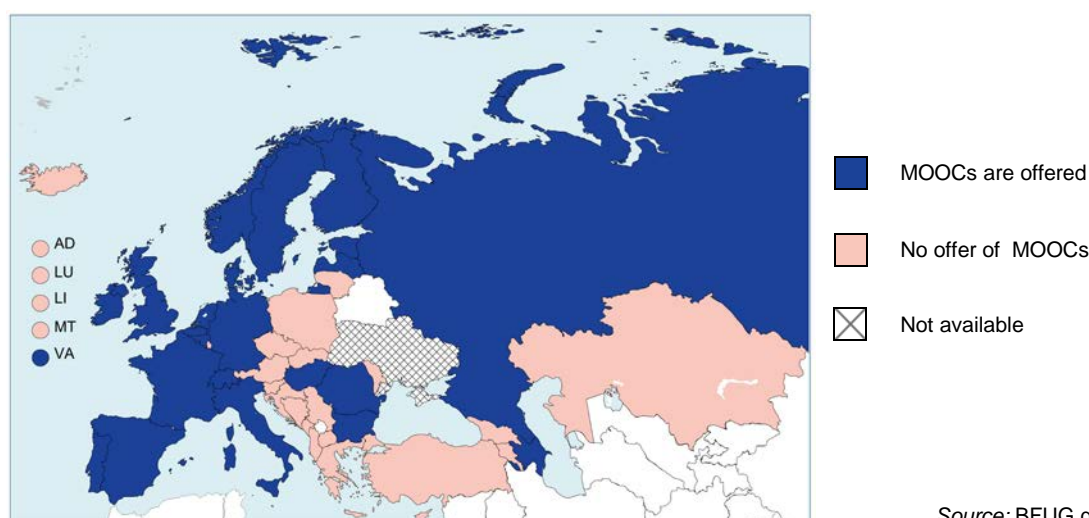 AD
LU
LI
MT
VA
MOOCs are offered
No offer of MOOCs
Not available
Source: BFUG